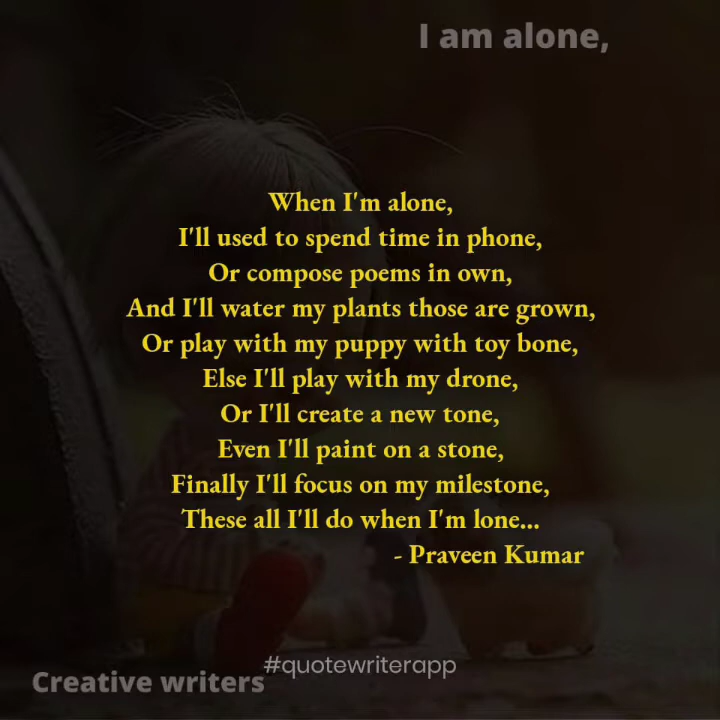 I am alone,
When I'm alone,
I'll used to spend time in phone,
Or compose poems in own,
And I'll water my plants those are grown,
Or play with my puppy with toy bone,
Else I'll play with my drone,
Or I'll create a new tone,
Even I'll paint on a stone,
Finally I'll focus on my milestone,
These all I'll do when I'm lone...
- Praveen Kumar
#quotewriterapp
Creative writers